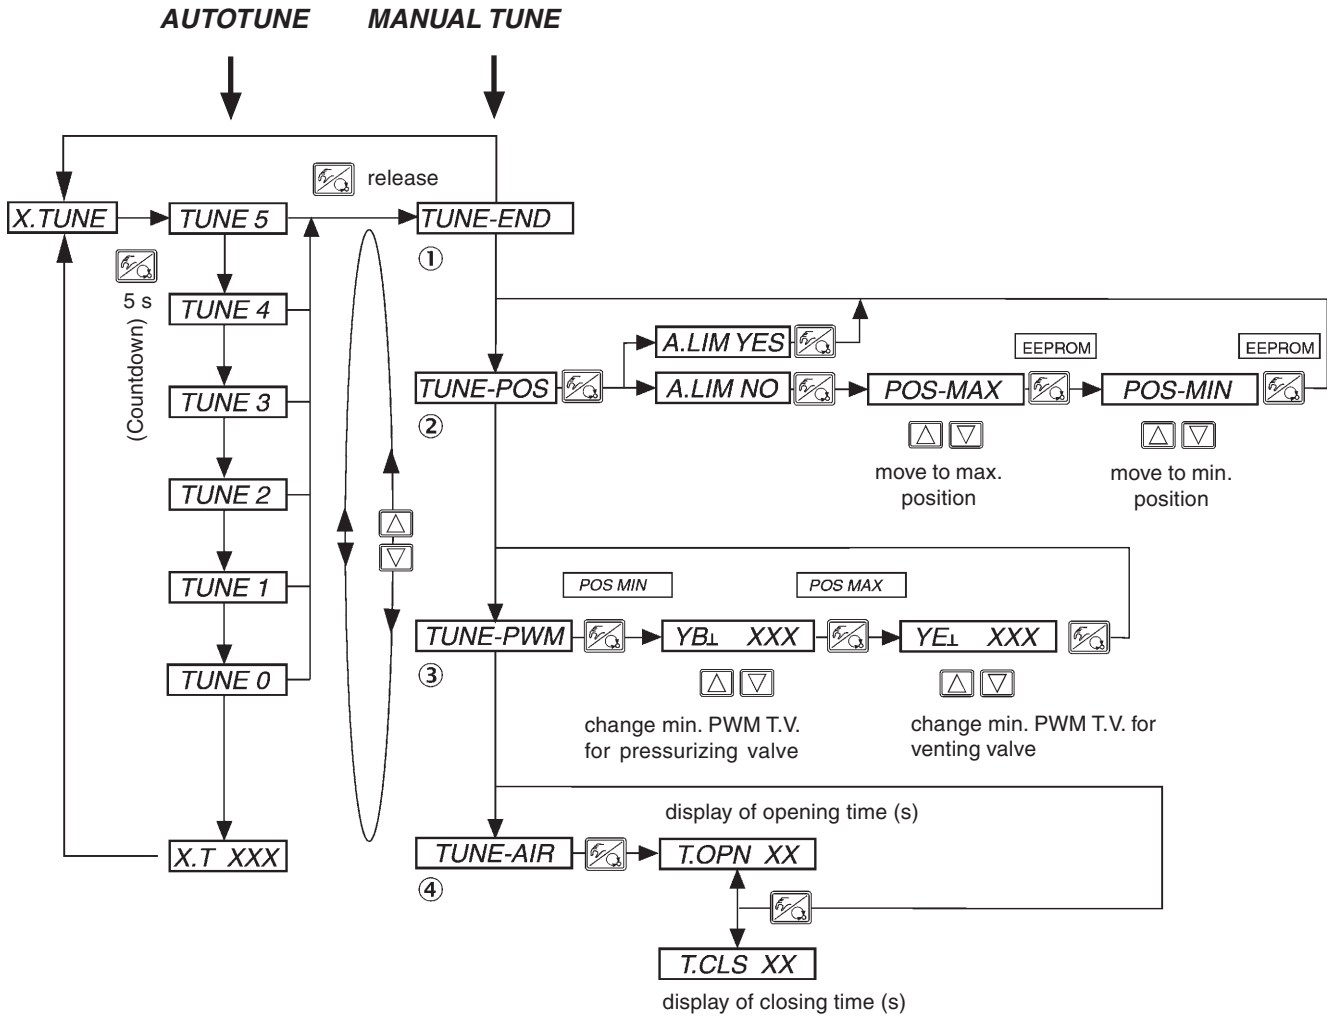 AUTOTUNE
MANUAL TUNE
release
X.TUNE
TUNE 5
TUNE-END
①
5 s
(Countdown)
TUNE 4
A.LIM YES
EEPROM
EEPROM
TUNE 3
TUNE-POS
A.LIM NO
POS-MAX
POS-MIN
②
move to max.
position
move to min.
position
TUNE 2
TUNE 1
POS MIN
POS MAX
TUNE-PWM
YB⊥ XXX
YE⊥ XXX
③
TUNE 0
change min. PWM T.V.
for pressurizing valve
change min. PWM T.V. for
venting valve
display of opening time (s)
X.T XXX
TUNE-AIR
T.OPN XX
④
T.CLS XX
display of closing time (s)